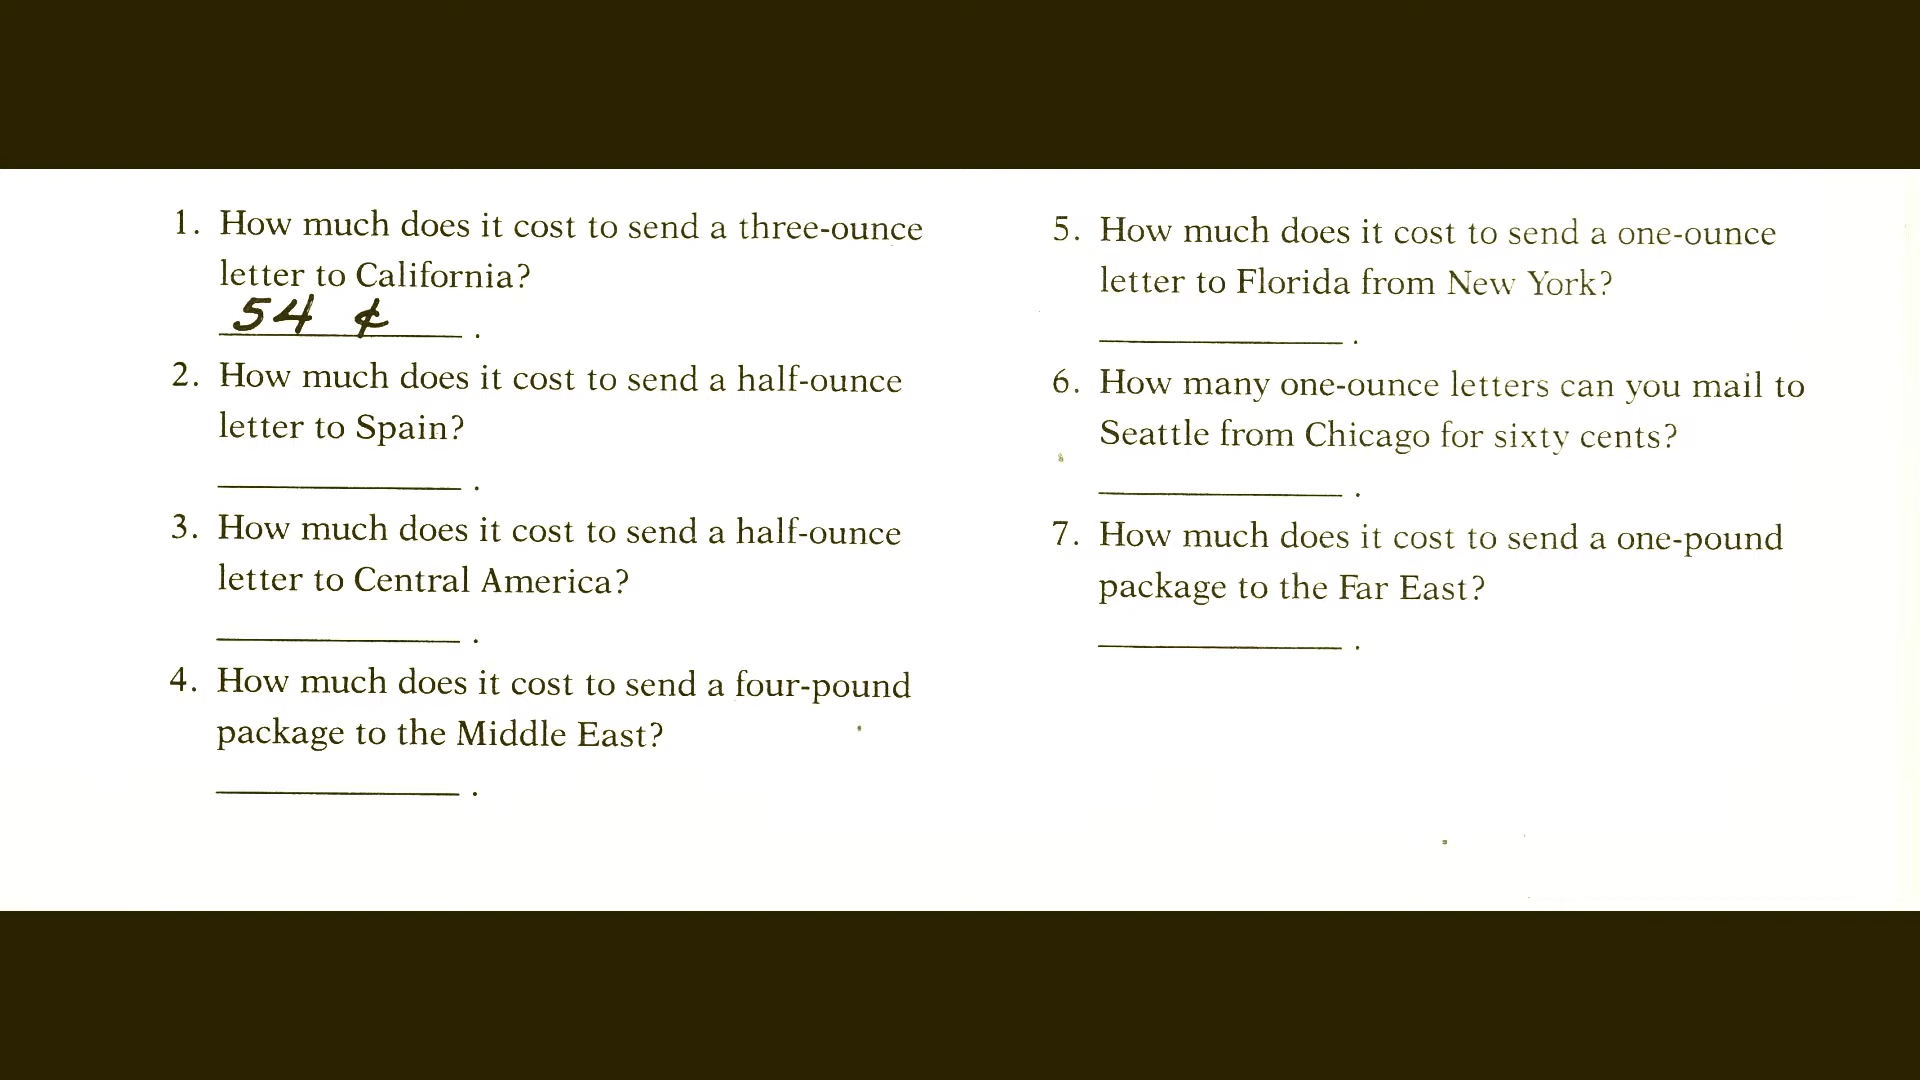 1. How much does it cost to send a three-ounce
letter to California?
54 ¢ .
2. How much does it cost to send a half-ounce
letter to Spain?
.
3. How much does it cost to send a half-ounce
letter to Central America?
.
4. How much does it cost to send a four-pound
package to the Middle East?
.
5. How much does it cost to send a one-ounce
letter to Florida from New York?
.
6. How many one-ounce letters can you mail to
Seattle from Chicago for sixty cents?
.
7. How much does it cost to send a one-pound
package to the Far East?
.